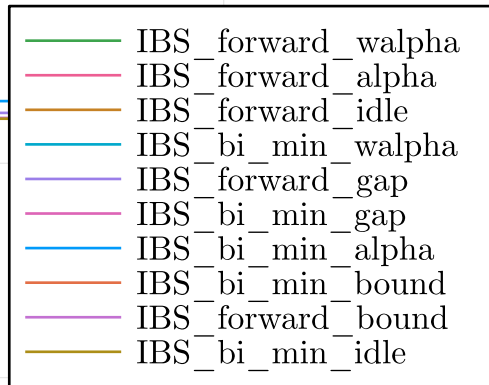 IBS_forward_walpha
IBS_forward_alpha
IBS_forward_idle
IBS_bi_min_walpha
IBS_forward_gap
IBS_bi_min_gap
IBS_bi_min_alpha
IBS_bi_min_bound
IBS_forward_bound
IBS_bi_min_idle